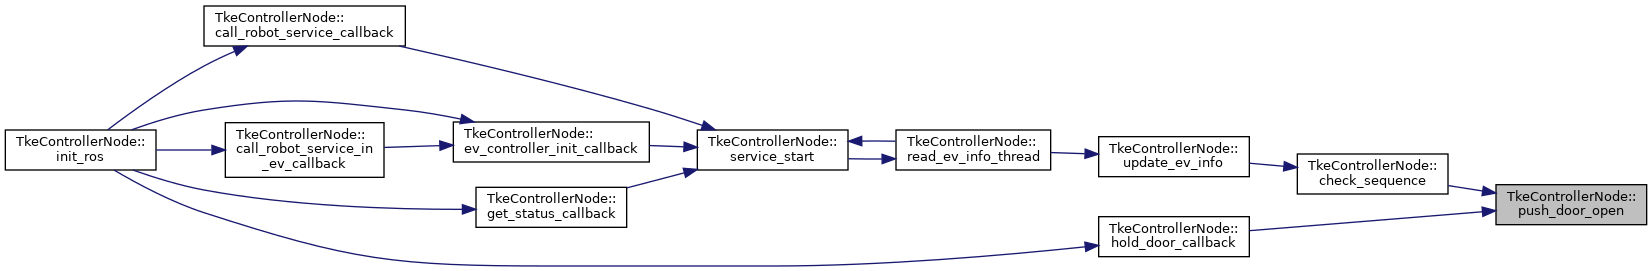 TkeControllerNode::
call_robot_service_callback
TkeControllerNode::
init_ros
TkeControllerNode::
call_robot_service_in
_ev_callback
TkeControllerNode::
ev_controller_init_callback
TkeControllerNode::
get_status_callback
TkeControllerNode::
service_start
TkeControllerNode::
read_ev_info_thread
TkeControllerNode::
update_ev_info
TkeControllerNode::
hold_door_callback
TkeControllerNode::
check_sequence
TkeControllerNode::
push_door_open